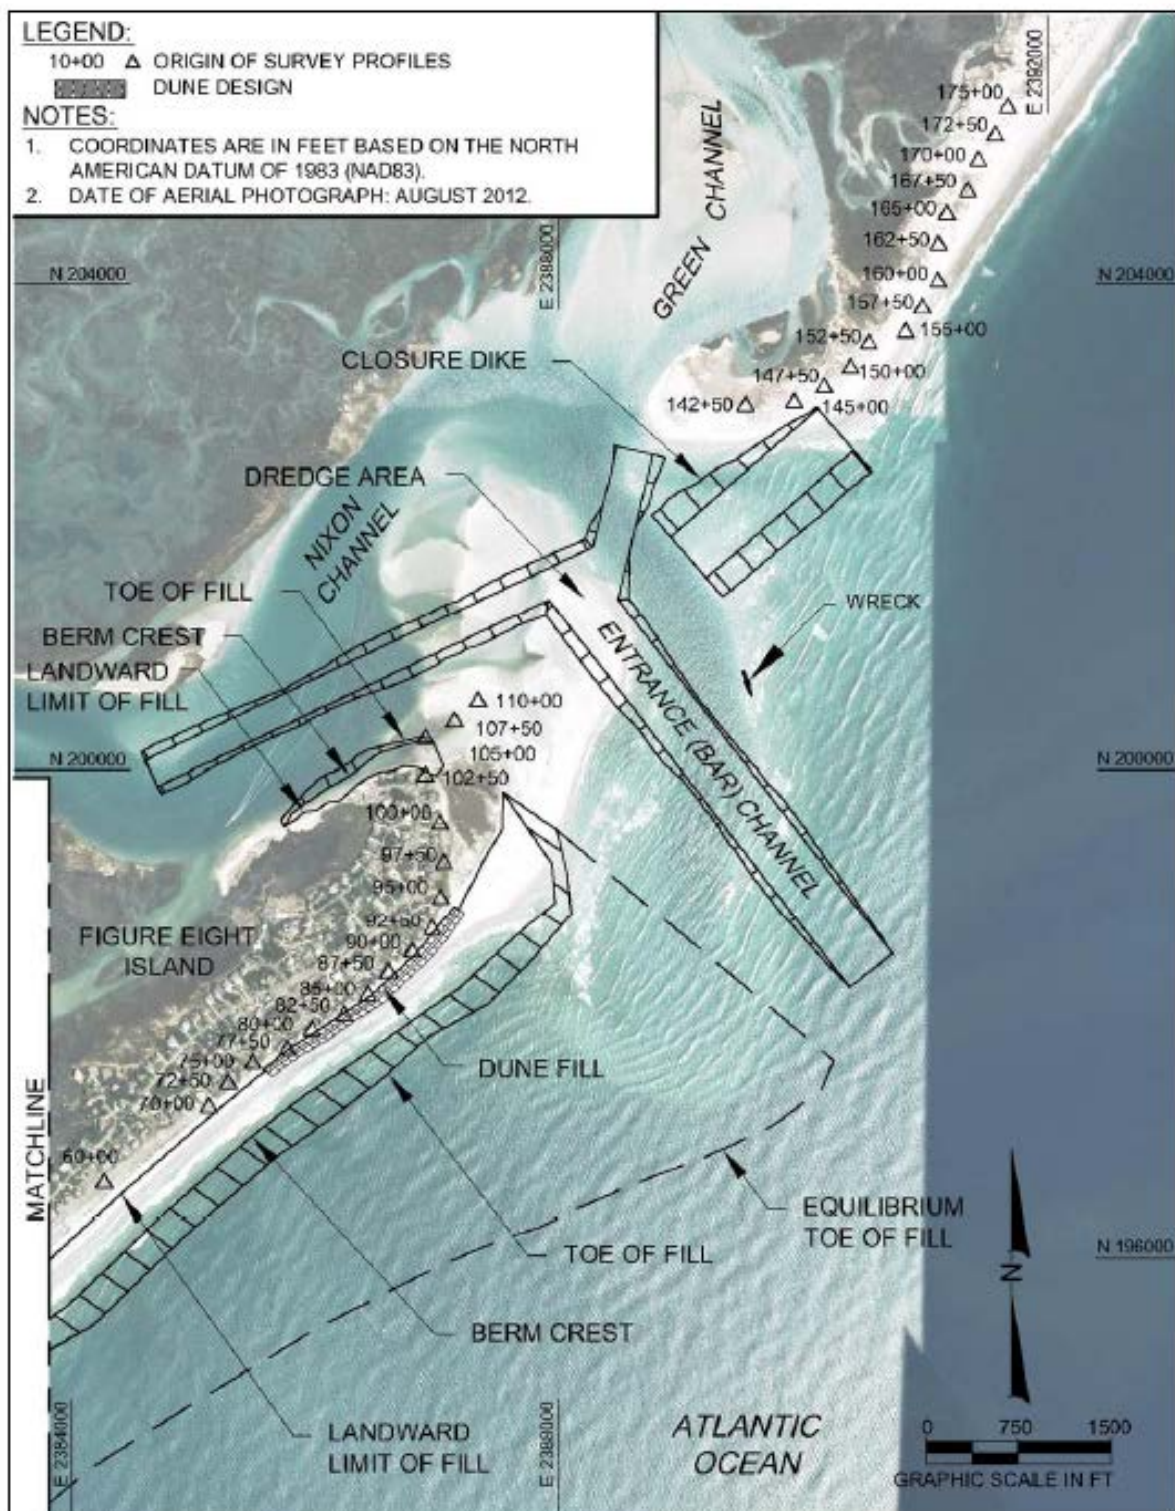 LEGEND:
10+00 △ ORIGIN OF SURVEY PROFILES
DUNE DESIGN
NOTES:
1. COORDINATES ARE IN FEET BASED ON THE NORTH
AMERICAN DATUM OF 1983 (NAD83).
2. DATE OF AERIAL PHOTOGRAPH: AUGUST 2012.
E 2392000
175+00
172+50
170+00
167+50
165+00
162+50
160+00
157+50
155+00
152+50
150+00
147+50
145+00
142+50
GREEN CHANNEL
E 2388000
N 204000
N 204000
CLOSURE DIKE
DREDGE AREA
NIXON
CHANNEL
TOE OF FILL
BERM CREST
LANDWARD
LIMIT OF FILL
WRECK
ENTRANCE (BAR) CHANNEL
N 200000
N 200000
110+00
107+50
105+00
102+50
100+00
97+50
95+00
92+50
90+00
87+50
85+00
82+50
80+00
77+50
75+00
72+50
70+00
60+00
FIGURE EIGHT
ISLAND
DUNE FILL
MATCHLINE
EQUILIBRIUM
TOE OF FILL
TOE OF FILL
N 196000
BERM CREST
N
LANDWARD
LIMIT OF FILL
E 2384000
E 2388000
ATLANTIC
OCEAN
0 750 1500
GRAPHIC SCALE IN FT